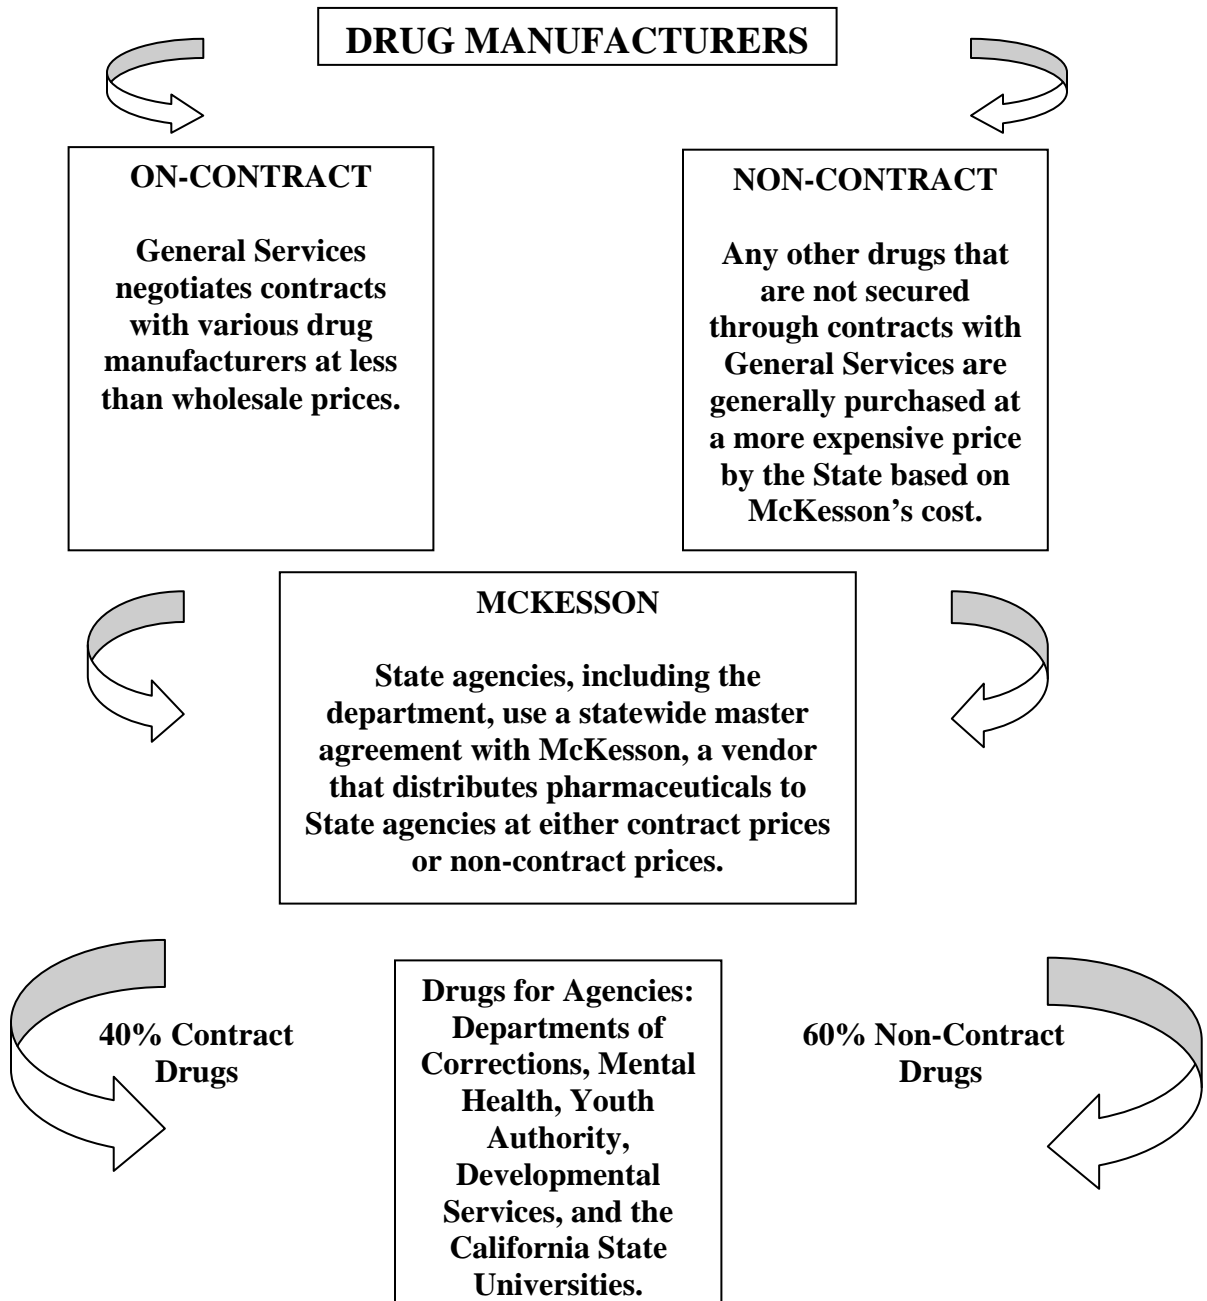 DRUG MANUFACTURERS
ON-CONTRACT
General Services
negotiates contracts
with various drug
manufacturers at less
than wholesale prices.
NON-CONTRACT
Any other drugs that
are not secured
through contracts with
General Services are
generally purchased at
a more expensive price
by the State based on
McKesson’s cost.
MCKESSON
State agencies, including the
department, use a statewide master
agreement with McKesson, a vendor
that distributes pharmaceuticals to
State agencies at either contract prices
or non-contract prices.
40% Contract
Drugs
Drugs for Agencies:
Departments of
Corrections, Mental
Health, Youth
Authority,
Developmental
Services, and the
California State
Universities.
60% Non-Contract
Drugs